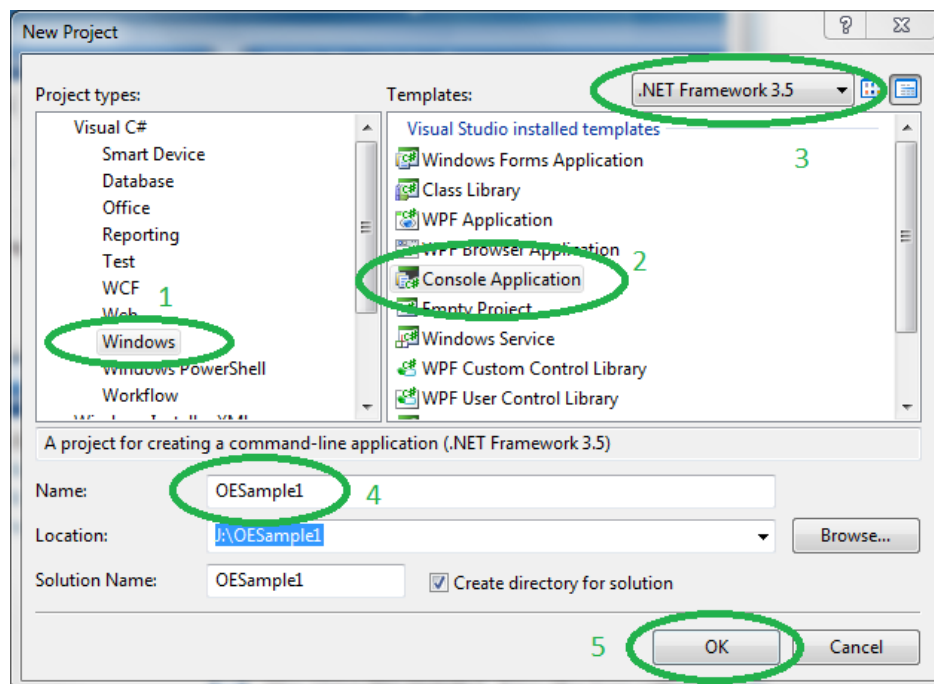 New Project
Project types:
Templates:
.NET Framework 3.5
Visual C#
Smart Device
Database
Office
Reporting
Test
WCF
1
Web
Windows
Windows PowerShell
Workflow
Visual Studio installed templates
3
Windows Forms Application
Class Library
WPF Application
WPF Browser Application
2
Console Application
Empty Project
Windows Service
WPF Custom Control Library
WPF User Control Library
A project for creating a command-line application (.NET Framework 3.5)
Name:
OESample1
4
Location:
J:\OESample1
Browse...
Solution Name:
OESample1
Create directory for solution
5
OK
Cancel